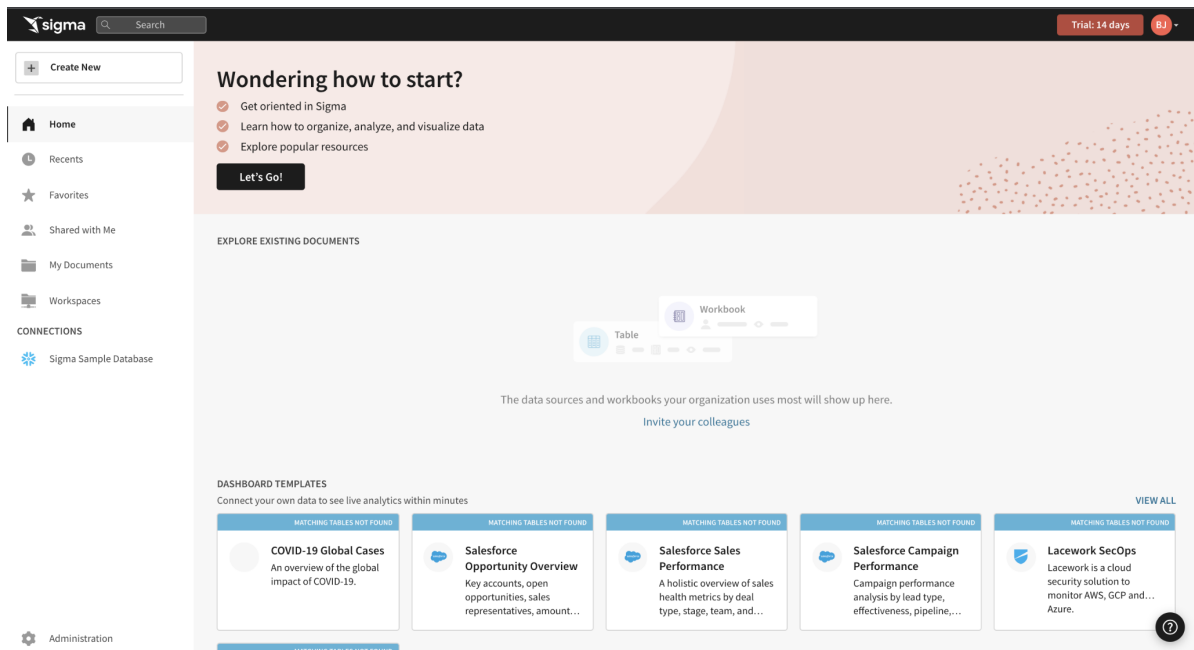 sigma
Search
Trial: 14 days
BJ
Create New
Home
Recents
Favorites
Shared with Me
My Documents
Workspaces
CONNECTIONS
Sigma Sample Database
Administration
Wondering how to start?
Get oriented in Sigma
Learn how to organize, analyze, and visualize data
Explore popular resources
Let's Go!
EXPLORE EXISTING DOCUMENTS
Workbook
Table
The data sources and workbooks your organization uses most will show up here.
Invite your colleagues
DASHBOARD TEMPLATES
Connect your own data to see live analytics within minutes
VIEW ALL
MATCHING TABLES NOT FOUND
COVID-19 Global Cases
An overview of the global
impact of COVID-19.
MATCHING TABLES NOT FOUND
Salesforce
Opportunity Overview
Key accounts, open
opportunities, sales
representatives, amount...
MATCHING TABLES NOT FOUND
Salesforce Sales
Performance
A holistic overview of sales
health metrics by deal
type, stage, team, and...
MATCHING TABLES NOT FOUND
Salesforce Campaign
Performance
Campaign performance
analysis by lead type,
effectiveness, pipeline,...
MATCHING TABLES NOT FOUND
Lacework SecOps
Lacework is a cloud
security solution to
monitor AWS, GCP and...
Azure.
MATCHING TABLES NOT FOUND